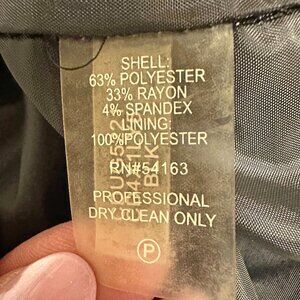 SHELL:
63% POLYESTER
33% RAYON
4% SPANDEX
LINING:
100%POLYESTER
RN#54163
PROFESSIONAL
DRY CLEAN ONLY
P